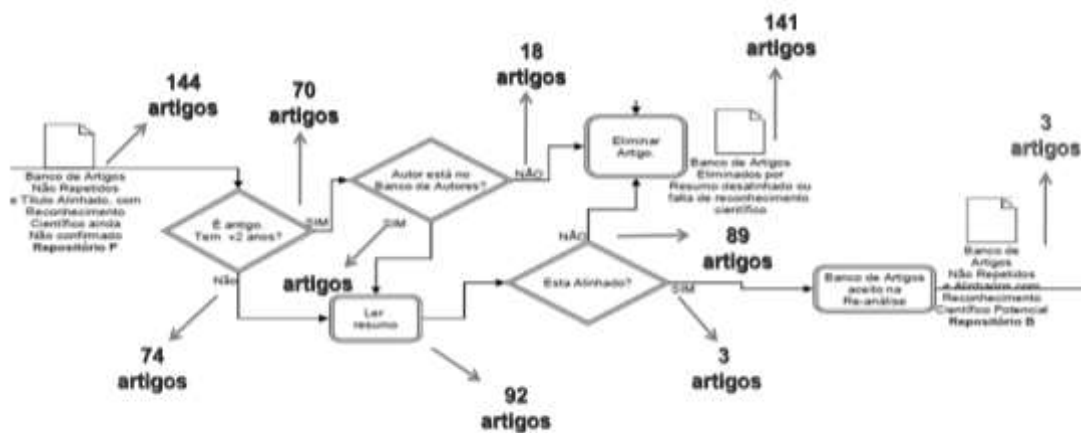 144
artigos
Banco de Artigos
Não Repetidos
e Título Alinhado, com
Reconhecimento
Científico ainda
Não confirmado
Repositório P
É artigo
Tem +2 anos?
SIM
Não
70
artigos
74
artigos
Autor está no
Banco de Autores?
NÃO
SIM
18
artigos
artigos
Ler
resumo
92
artigos
Eliminar
Artigo.
141
artigos
Banco de Artigos
Eliminados por
Resumo desalinhado ou
falta de reconhecimento
científico
Esta Alinhado?
NÃO
SIM
89
artigos
3
artigos
Banco de Artigos
aceito na
Re-análise
3
artigos
Banco de
Artigos
Não Repetidos
e Alinhados com
Reconhecimento
Científico Potencial
Repositório B